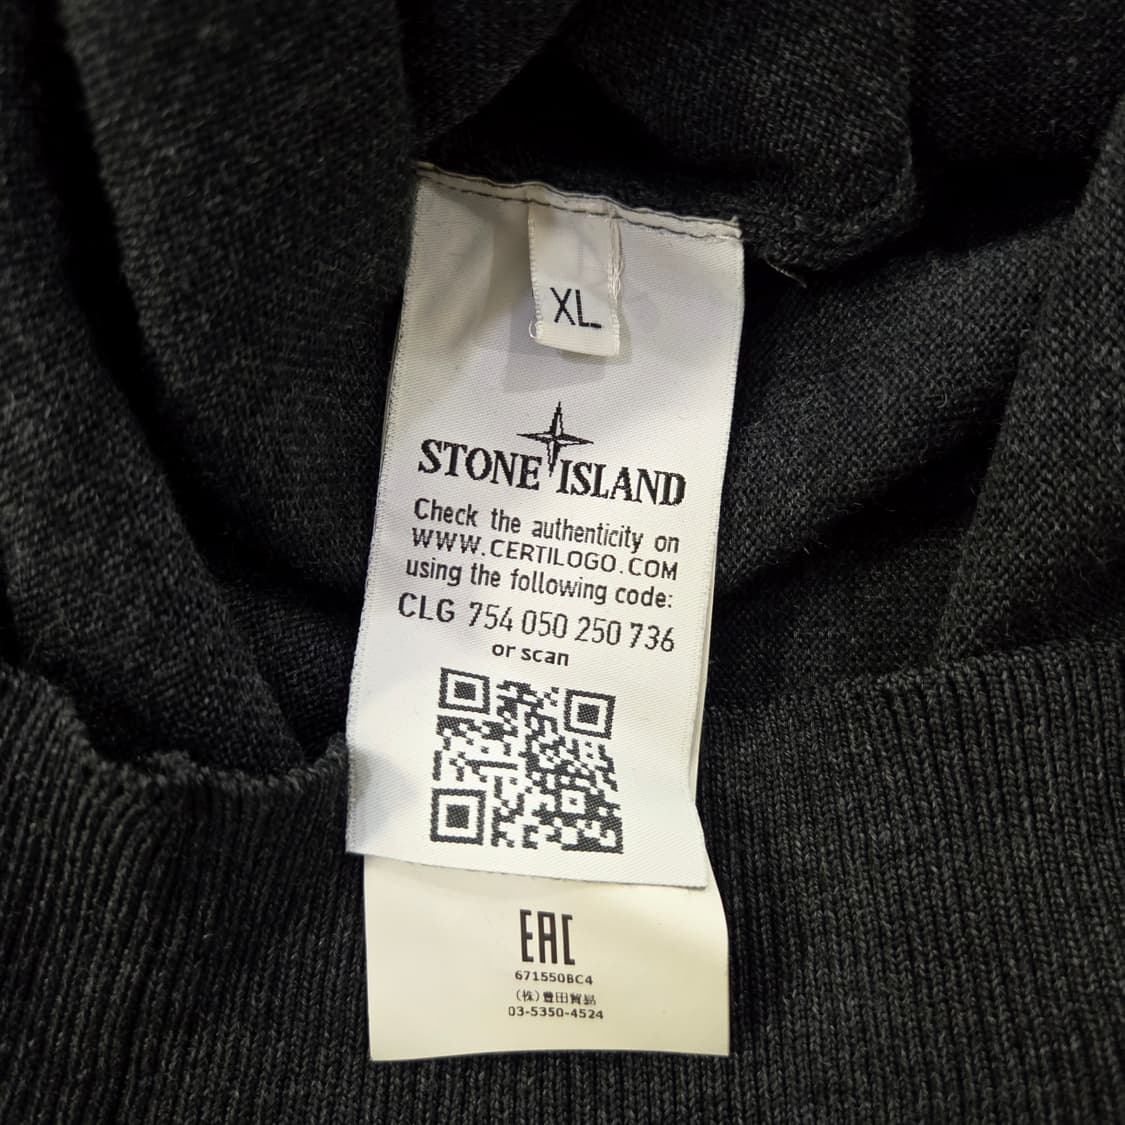 XL
STONE ISLAND
Check the authenticity on
WWW.CERTILOGO.COM
using the following code:
CLG 754 050 250 736
or scan
EAC
671550BC4
(株)豊田貿易
03-5350-4524